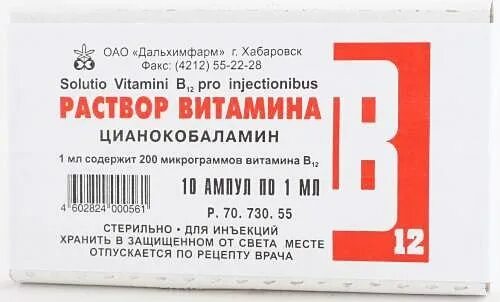 ОАО «Дальхимфарм» г. Хабаровск
Факс: (4212) 55-22-28
Solutio Vitamini B12 pro injectionibus
РАСТВОР ВИТАМИНА
ЦИАНОКОБАЛАМИН
1 мл содержит 200 микрограммов витамина В12
10 АМПУЛ ПО 1 МЛ
4 602824 000561
Р. 70. 730. 55
СТЕРИЛЬНО - ДЛЯ ИНЪЕКЦИЙ
ХРАНИТЬ В ЗАЩИЩЕННОМ ОТ СВЕТА МЕСТЕ
ОТПУСКАЕТСЯ ПО РЕЦЕПТУ ВРАЧА
B
12